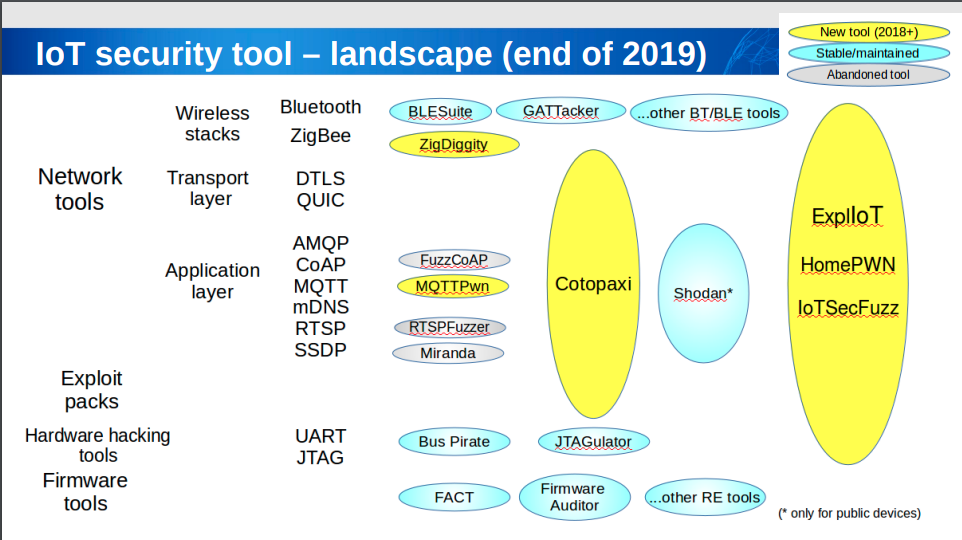 IoT security tool – landscape (end of 2019)
New tool (2018+)
Stable/maintained
Abandoned tool
Wireless
stacks
Bluetooth
ZigBee
BLESuite
GATTacker
...other BT/BLE tools
ZigDiggity
Network
tools
Transport
layer
DTLS
QUIC
Application
layer
AMQP
CoAP
MQTT
mDNS
RTSP
SSDP
FuzzCoAP
MQTTPwn
RTSPFuzzer
Miranda
Cotopaxi
Shodan*
ExplIoT
HomePWN
IoTSecFuzz
Exploit
packs
Hardware hacking
tools
UART
JTAG
Bus Pirate
JTAGulator
Firmware
tools
FACT
Firmware
Auditor
...other RE tools
(* only for public devices)